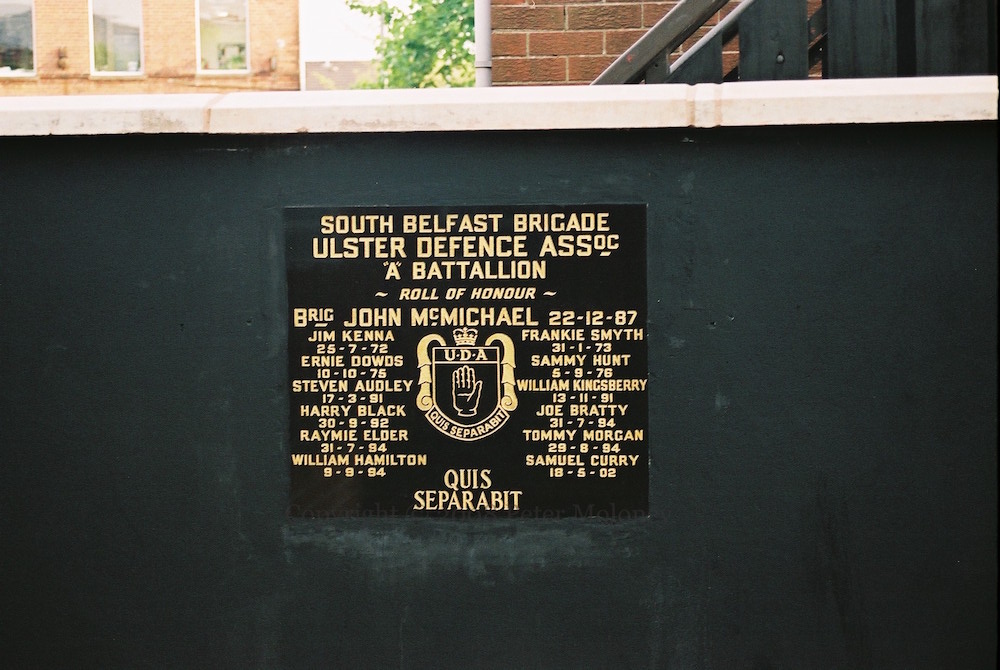 SOUTH BELFAST BRIGADE
ULSTER DEFENCE ASSOC
"A" BATTALLION
~ ROLL OF HONOUR ~
BRIG JOHN McMICHAEL 22-12-87
JIM KENNA
25-7-72
ERNIE DOWDS
10-10-75
STEVEN AUDLEY
17-3-91
HARRY BLACK
30-9-92
RAYMIE ELDER
31-7-94
WILLIAM HAMILTON
9-9-94
FRANKIE SMYTH
31-1-73
SAMMY HUNT
5-9-76
WILLIAM KINGSBERRY
13-11-91
JOE BRATTY
31-7-94
TOMMY MORGAN
29-8-94
SAMUEL CURRY
18-5-02
U·D·A
QUIS SEPARABIT
QUIS
SEPARABIT
Copyright Peter Moloney